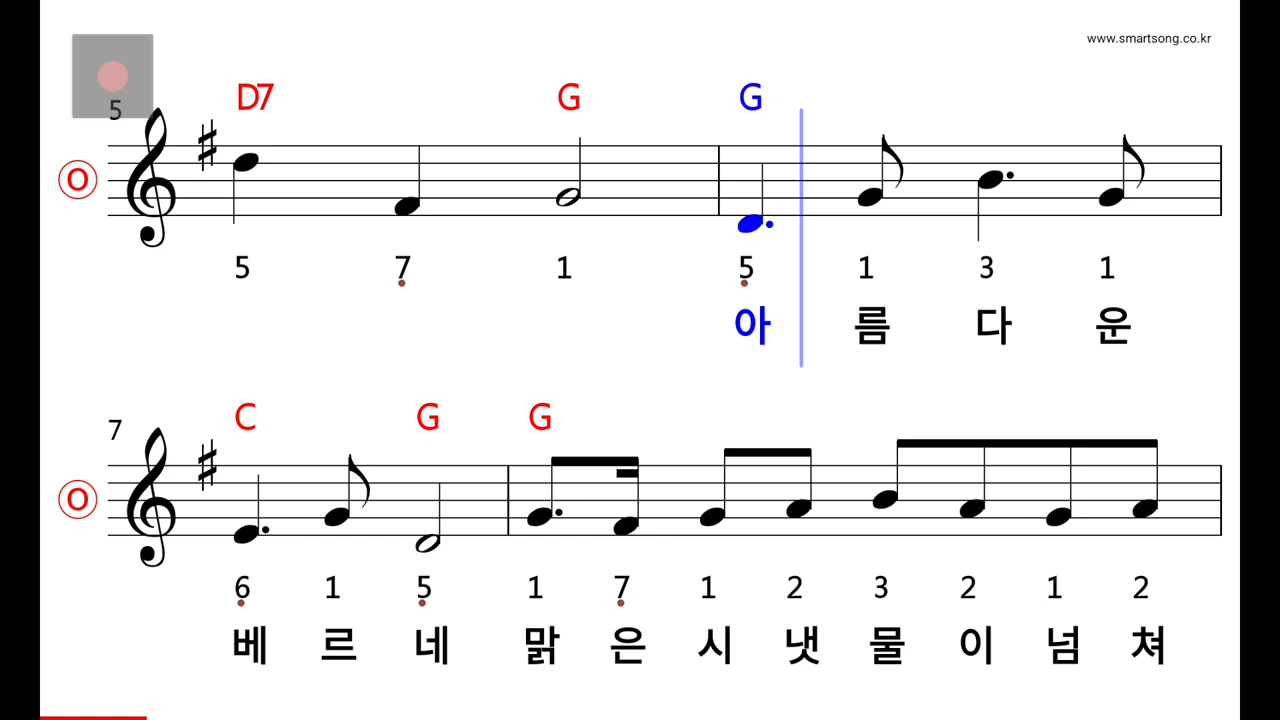 www.smartsong.co.kr
5 D7 G G
O
5 7 1 5 1 3 1
아 름 다 운
7 C G G
O
6 1 5 1 7 1 2 3 2 1 2
베 르 네 맑 은 시 냇 물 이 넘 쳐